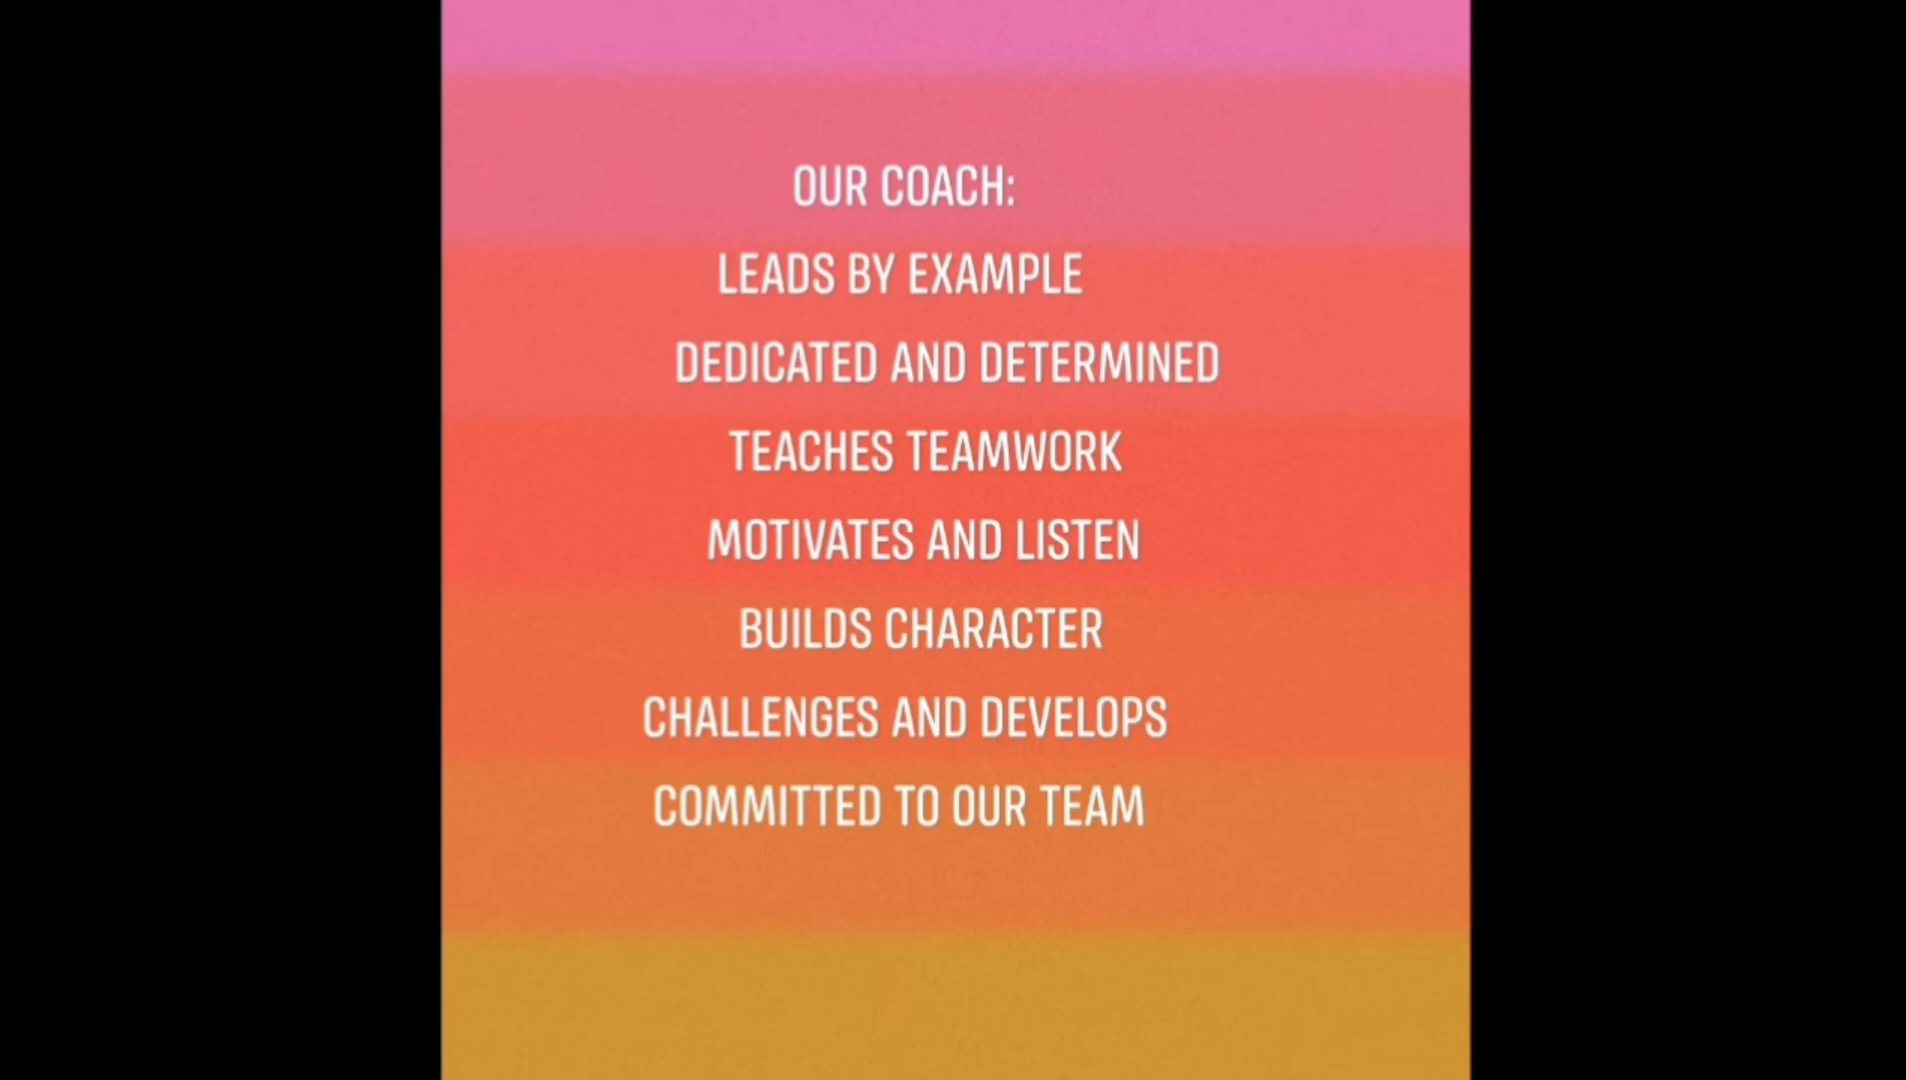 OUR COACH:
LEADS BY EXAMPLE
DEDICATED AND DETERMINED
TEACHES TEAMWORK
MOTIVATES AND LISTEN
BUILDS CHARACTER
CHALLENGES AND DEVELOPS
COMMITTED TO OUR TEAM